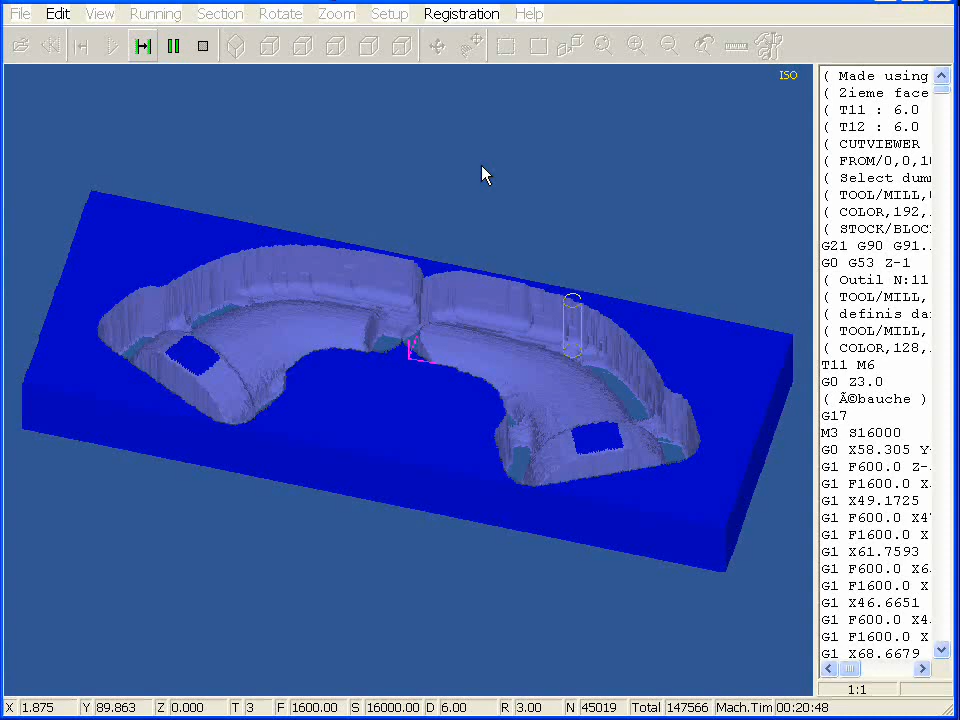 File Edit View Running Section Rotate Zoom Setup Registration Help
ISO
( Made using
( Zieme face
( T11 : 6.0
( T12 : 6.0
( CUTVIEWER
( FROM/0,0,10
( Select dum
( TOOL/MILL,
( COLOR,192,
( STOCK/BLOC
G21 G90 G91.
G0 G53 Z-1
( Outil N:11
( TOOL/MILL,
( definis da
( TOOL/MILL,
( COLOR,128,
T11 M6
G0 Z3.0
( Ã©bauche )
G17
M3 S16000
G0 X58.305 Y
G1 F600.0 Z-
G1 F1600.0 X
G1 X49.1725
G1 F600.0 X4
G1 F1600.0 X
G1 X61.7593
G1 F600.0 X6
G1 F1600.0 X
G1 X46.6651
G1 F600.0 X4
G1 F1600.0 X
G1 X68.6679
1:1
X 1.875 Y 89.863 Z 0.000 T 3 F 1600.00 S 16000.00 D 6.00 R 3.00 N 45019 Total 147566 Mach.Tim 00:20:48